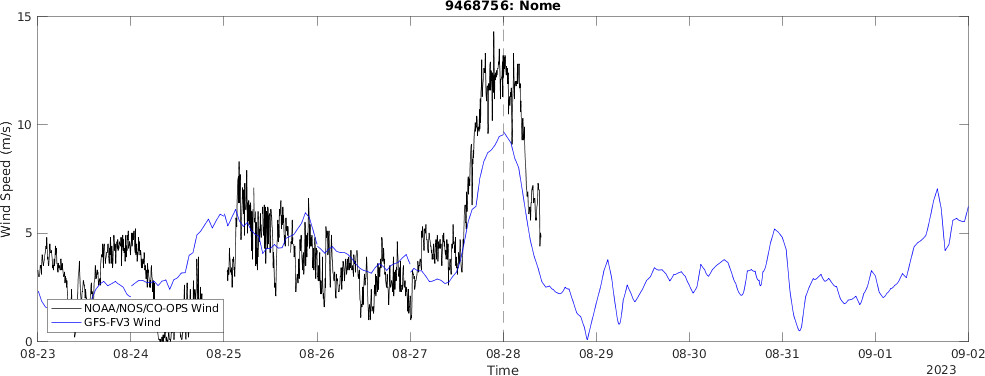 9468756: Nome
15
10
5
0
Wind Speed (m/s)
NOAA/NOS/CO-OPS Wind
GFS-FV3 Wind
08-23 08-24 08-25 08-26 08-27 08-28 08-29 08-30 08-31 09-01 09-02
Time
2023